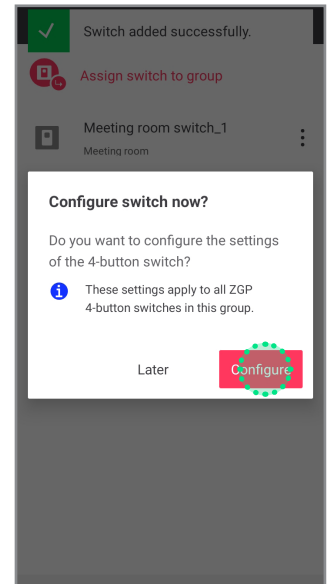 Switch added successfully.
Assign switch to group
Meeting room switch_1
Meeting room
Configure switch now?
Do you want to configure the settings
of the 4-button switch?
These settings apply to all ZGP
4-button switches in this group.
Later
Configure